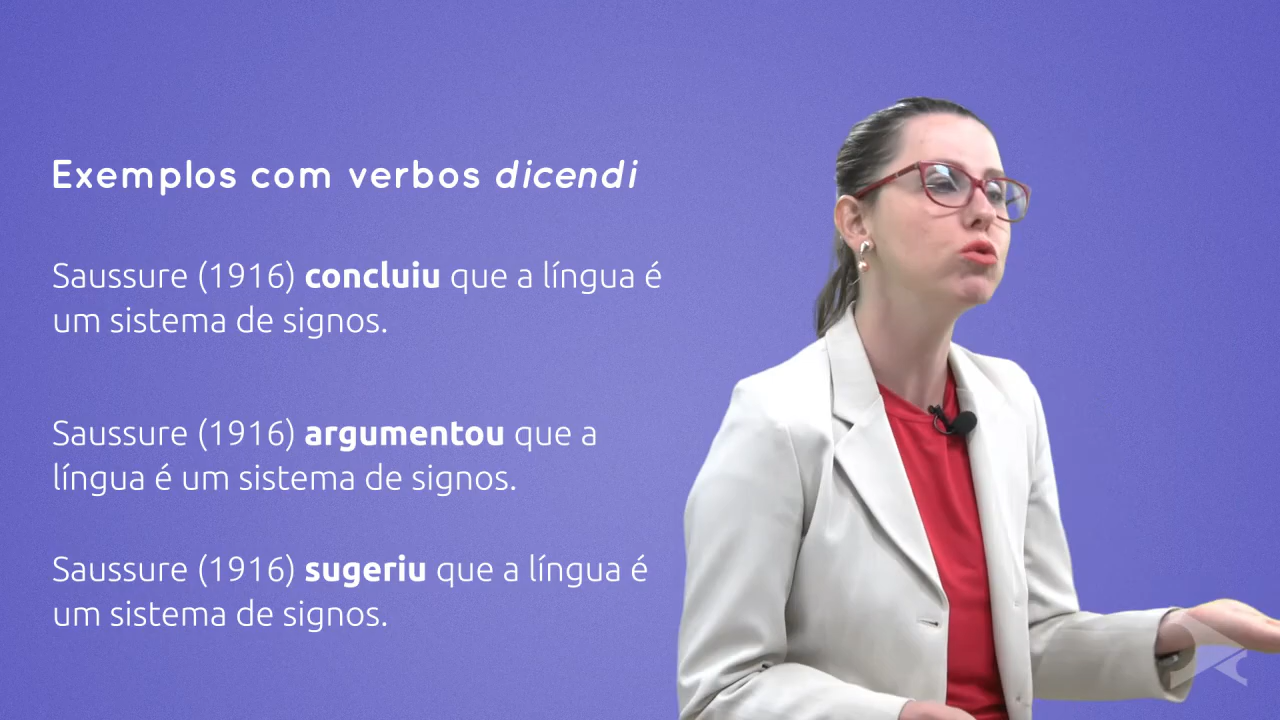 Exemplos com verbos dicendi
Saussure (1916) concluiu que a língua é
um sistema de signos.
Saussure (1916) argumentou que a
língua é um sistema de signos.
Saussure (1916) sugeriu que a língua é
um sistema de signos.